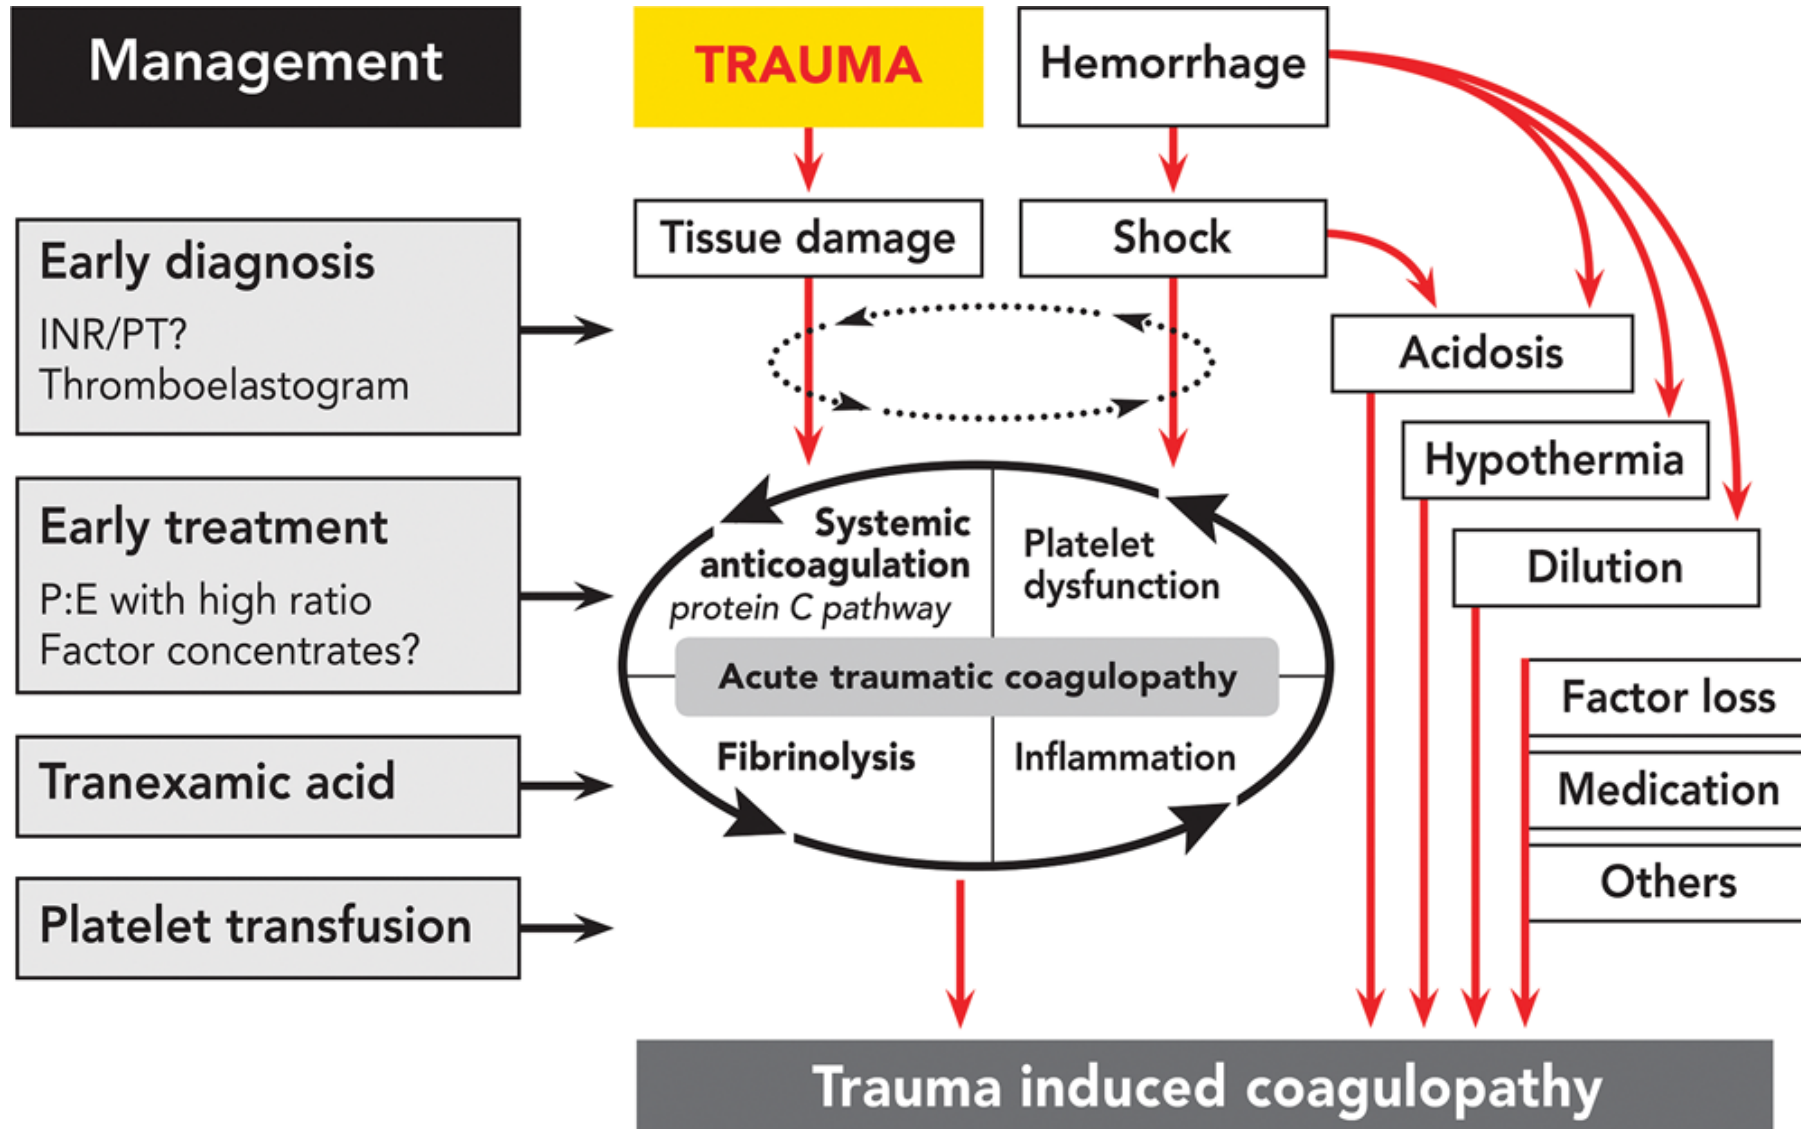 Management
TRAUMA
Hemorrhage
Tissue damage
Shock
Early diagnosis
INR/PT?
Thromboelastogram
Acidosis
Hypothermia
Dilution
Early treatment
P:E with high ratio
Factor concentrates?
Systemic
anticoagulation
protein C pathway
Platelet
dysfunction
Acute traumatic coagulopathy
Fibrinolysis
Inflammation
Factor loss
Medication
Others
Tranexamic acid
Platelet transfusion
Trauma induced coagulopathy